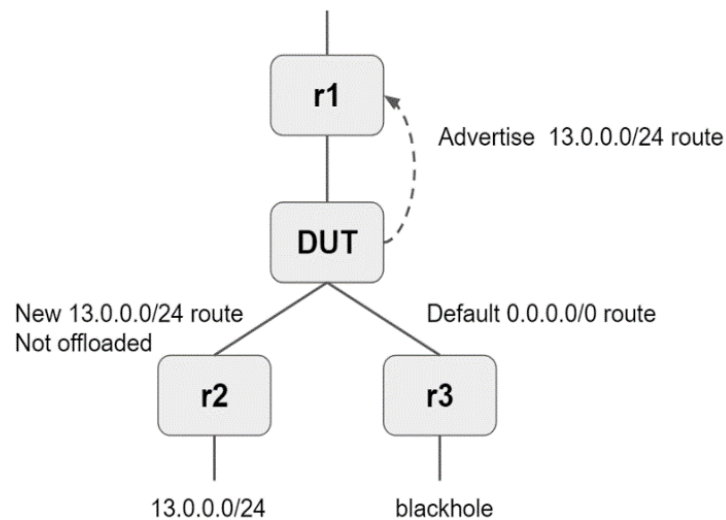 r1
Advertise 13.0.0.0/24 route
DUT
New 13.0.0.0/24 route
Not offloaded
Default 0.0.0.0/0 route
r2
r3
13.0.0.0/24
blackhole